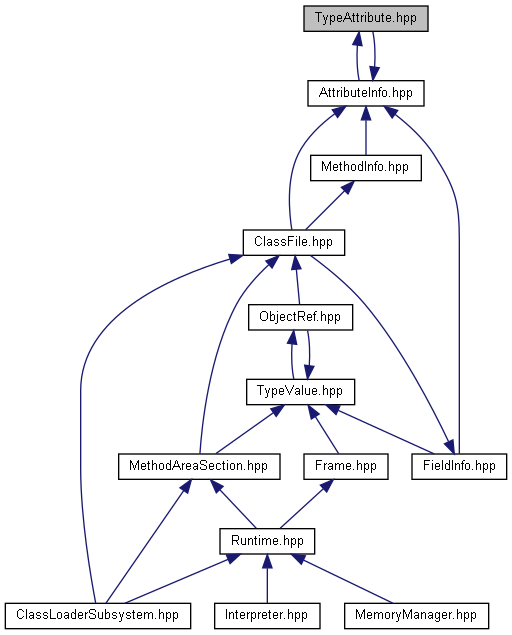 TypeAttribute.hpp
AttributeInfo.hpp
MethodInfo.hpp
ClassFile.hpp
ObjectRef.hpp
TypeValue.hpp
MethodAreaSection.hpp
Frame.hpp
FieldInfo.hpp
Runtime.hpp
ClassLoaderSubsystem.hpp
Interpreter.hpp
MemoryManager.hpp